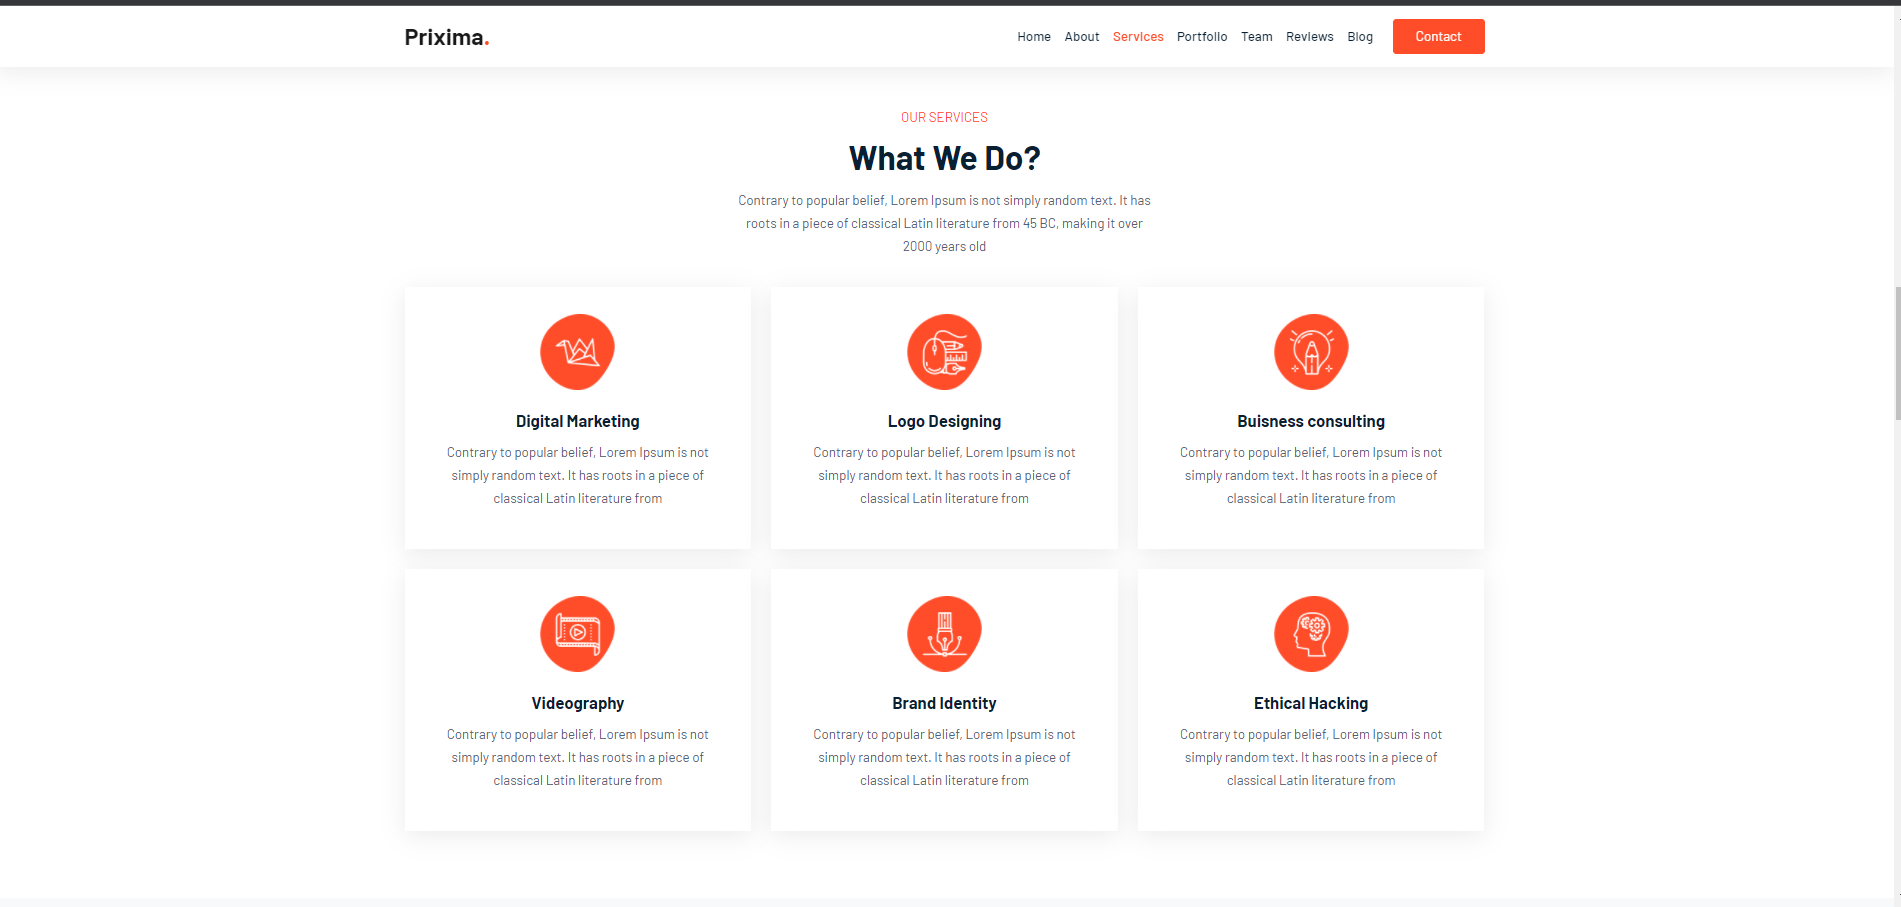 Prixima.
Home About Services Portfolio Team Reviews Blog Contact
OUR SERVICES
What We Do?
Contrary to popular belief, Lorem Ipsum is not simply random text. It has
roots in a piece of classical Latin literature from 45 BC, making it over
2000 years old
Digital Marketing
Contrary to popular belief, Lorem Ipsum is not
simply random text. It has roots in a piece of
classical Latin literature from
Logo Designing
Contrary to popular belief, Lorem Ipsum is not
simply random text. It has roots in a piece of
classical Latin literature from
Buisness consulting
Contrary to popular belief, Lorem Ipsum is not
simply random text. It has roots in a piece of
classical Latin literature from
Videography
Contrary to popular belief, Lorem Ipsum is not
simply random text. It has roots in a piece of
classical Latin literature from
Brand Identity
Contrary to popular belief, Lorem Ipsum is not
simply random text. It has roots in a piece of
classical Latin literature from
Ethical Hacking
Contrary to popular belief, Lorem Ipsum is not
simply random text. It has roots in a piece of
classical Latin literature from